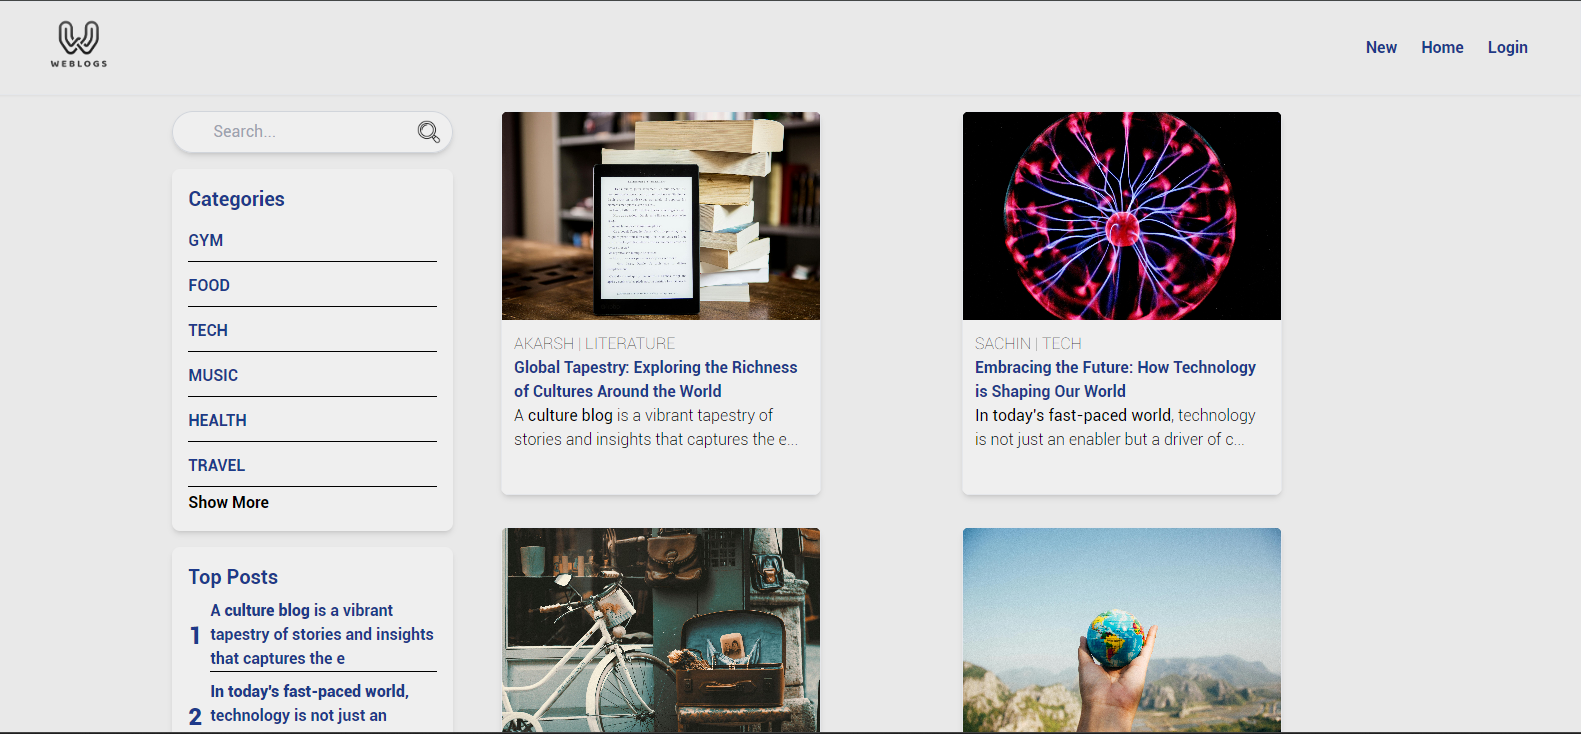 WEBLOGS
New Home Login
Search...
Categories
GYM
FOOD
TECH
MUSIC
HEALTH
TRAVEL
Show More
Top Posts
1
A culture blog is a vibrant
tapestry of stories and insights
that captures the e
2
In today's fast-paced world,
technology is not just an
AKARSH | LITERATURE
Global Tapestry: Exploring the Richness
of Cultures Around the World
A culture blog is a vibrant tapestry of
stories and insights that captures the e...
SACHIN | TECH
Embracing the Future: How Technology
is Shaping Our World
In today's fast-paced world, technology
is not just an enabler but a driver of c...